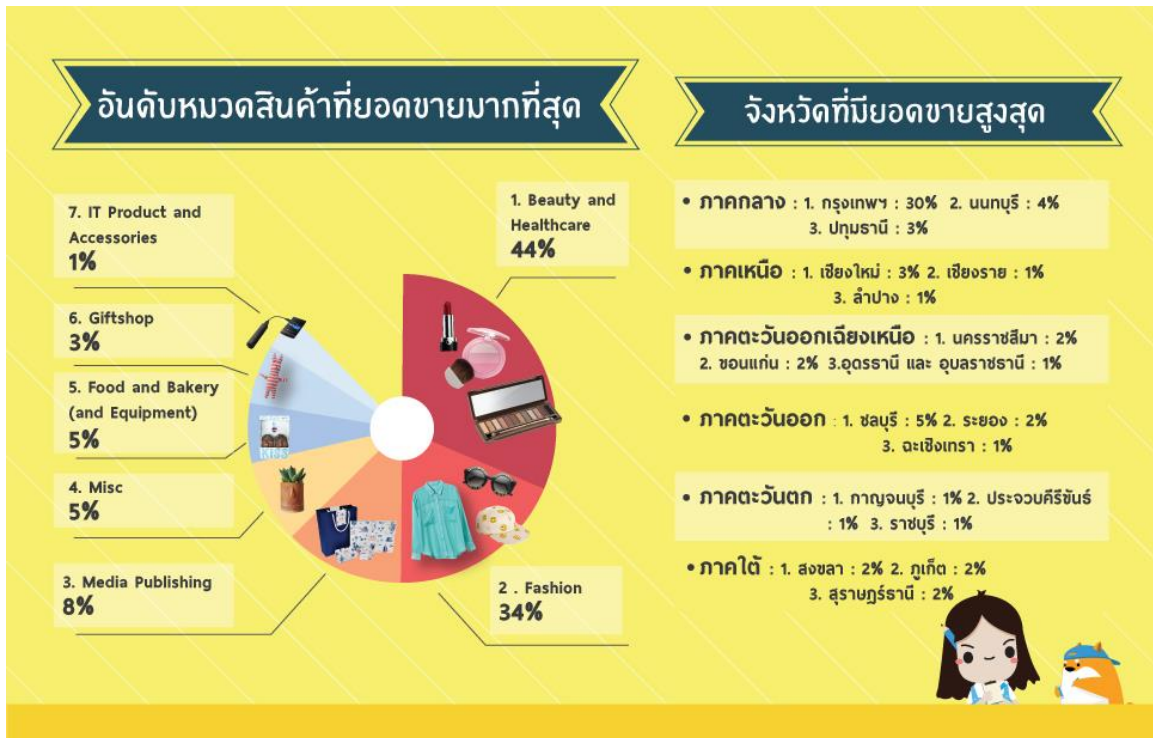 อันดับหมวดสินค้าที่ยอดขายมากที่สุด
1. Beauty and
Healthcare
44%
2 . Fashion
34%
3. Media Publishing
8%
4. Misc
5%
5. Food and Bakery
(and Equipment)
5%
6. Giftshop
3%
7. IT Product and
Accessories
1%
จังหวัดที่มียอดขายสูงสุด
• ภาคกลาง : 1. กรุงเทพฯ : 30% 2. นนทบุรี : 4%
3. ปทุมธานี : 3%
• ภาคเหนือ : 1. เชียงใหม่ : 3% 2. เชียงราย : 1%
3. ลำปาง : 1%
• ภาคตะวันออกเฉียงเหนือ : 1. นครราชสีมา : 2%
2. ขอนแก่น : 2% 3.อุดรธานี และ อุบลราชธานี : 1%
• ภาคตะวันออก : 1. ชลบุรี : 5% 2. ระยอง : 2%
3. ฉะเชิงเทรา : 1%
• ภาคตะวันตก : 1. กาญจนบุรี : 1% 2. ประจวบคีรีขันธ์
: 1% 3. ราชบุรี : 1%
• ภาคใต้ : 1. สงขลา : 2% 2. ภูเก็ต : 2%
3. สุราษฎร์ธานี : 2%